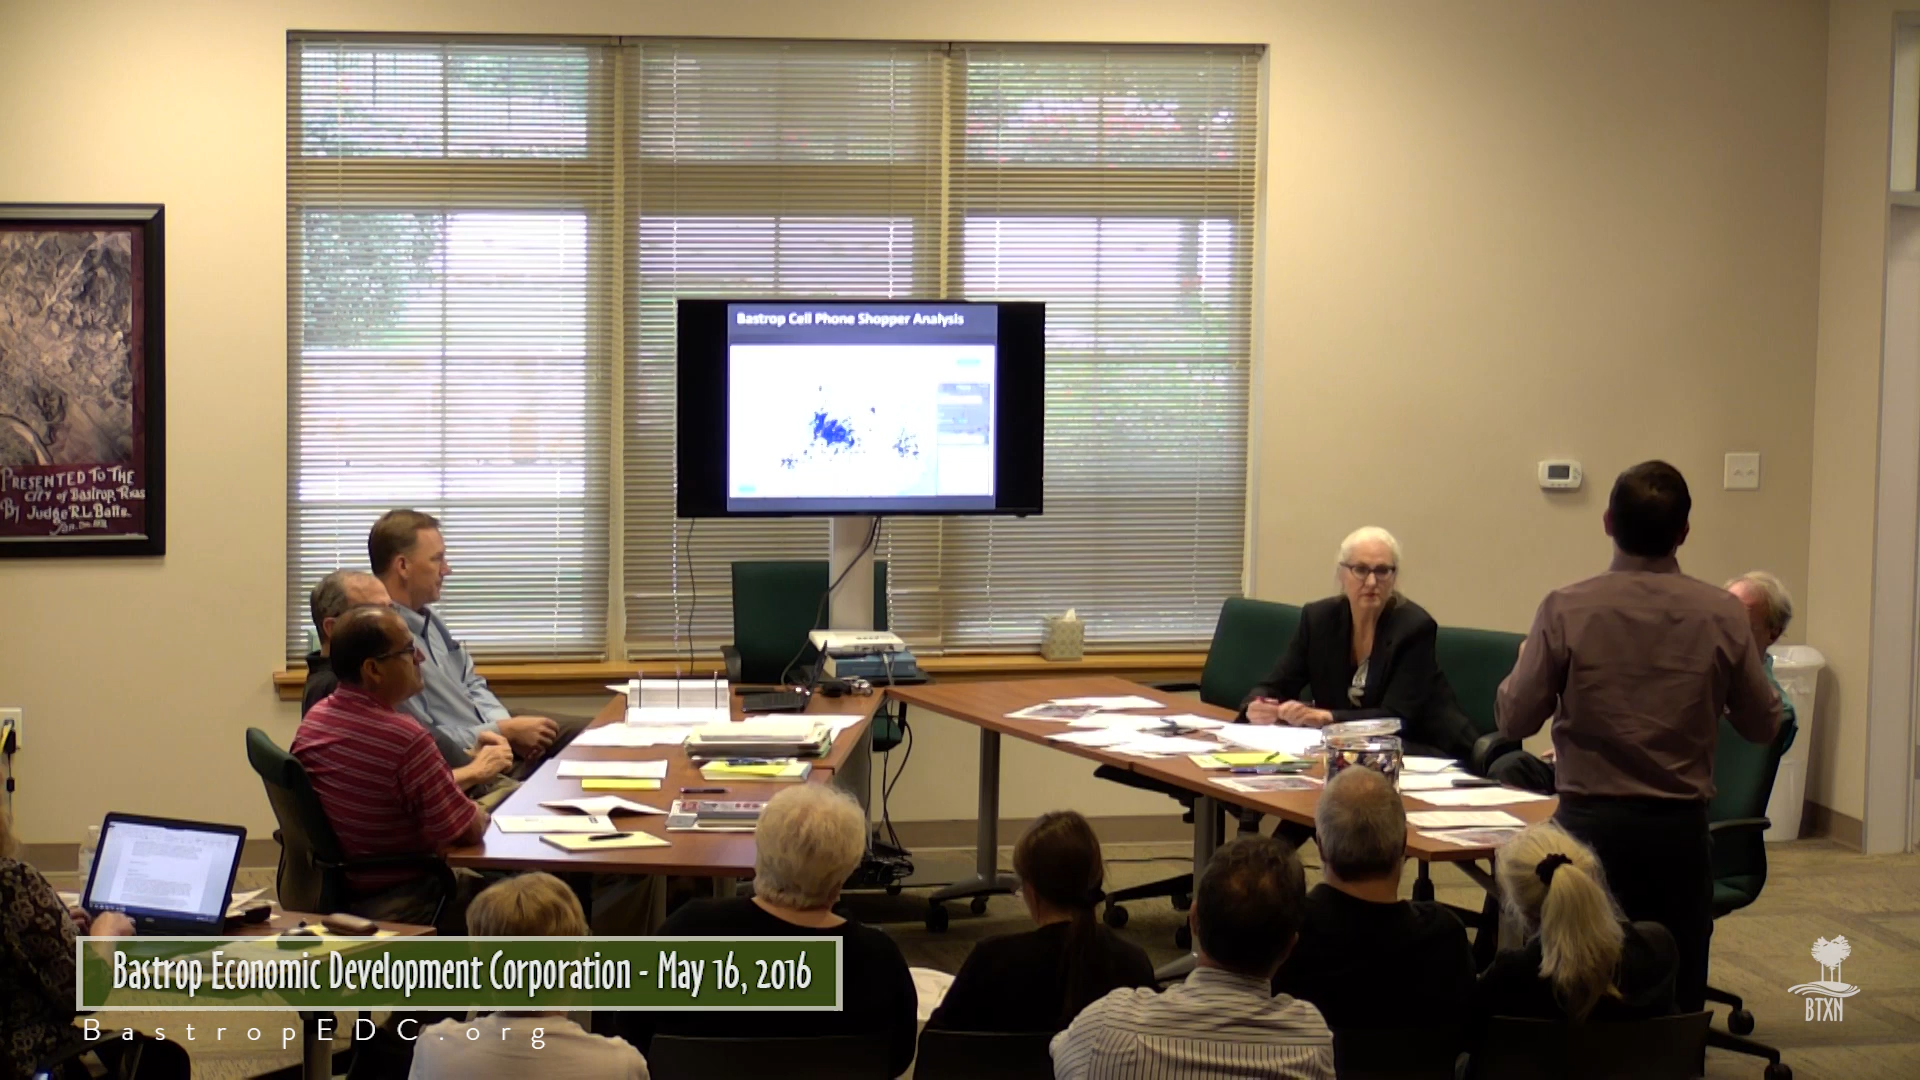 Bastrop Cell Phone Shopper Analysis
PRESENTED TO THE
CITY of Bastrop, Texas
By Judge R.L. Batts
Bastrop Economic Development Corporation - May 16, 2016
BastropEDC.org
BTXN